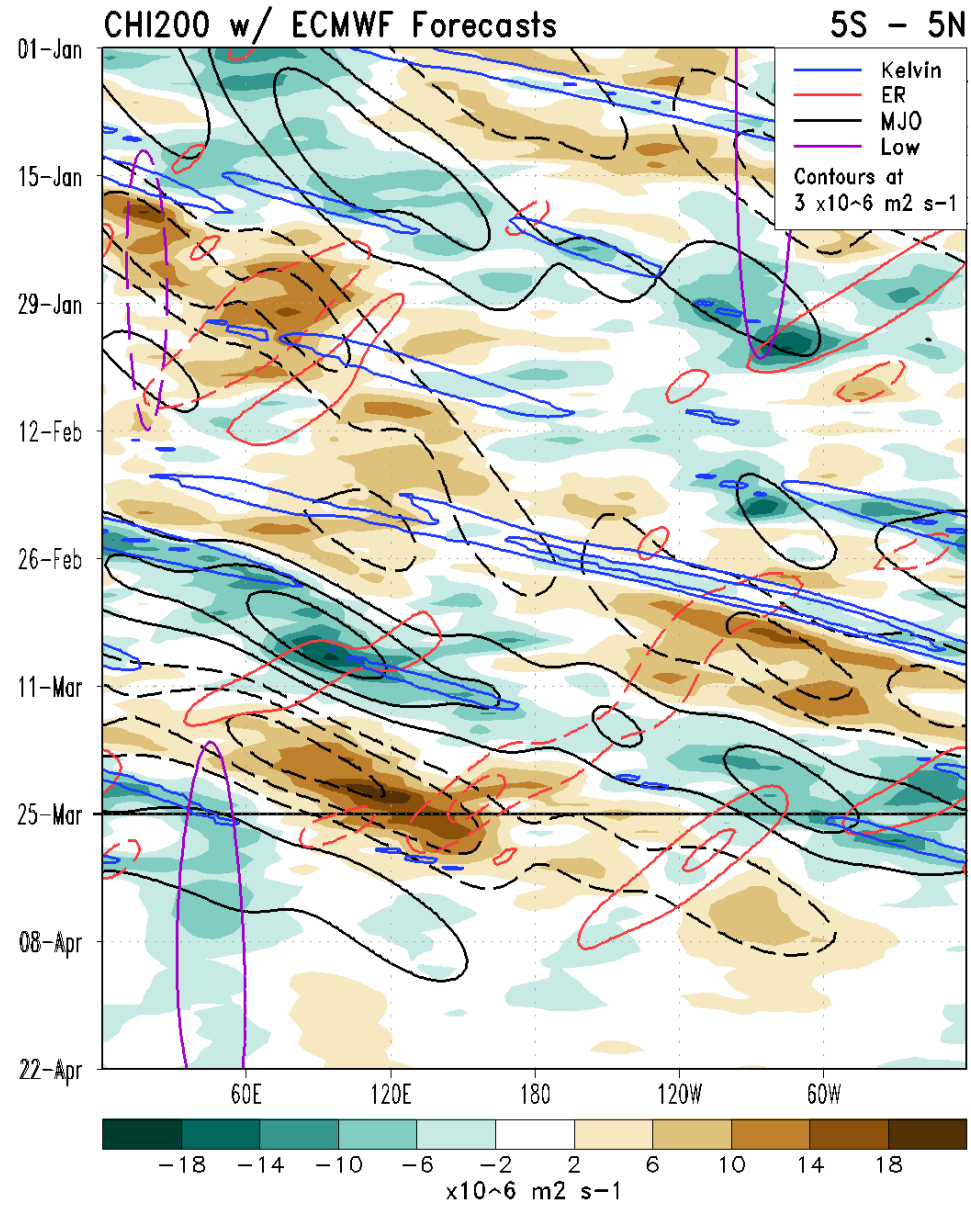 CHI200 w/ ECMWF Forecasts 5S - 5N
01-Jan
15-Jan
29-Jan
12-Feb
26-Feb
11-Mar
25-Mar
08-Apr
22-Apr
Kelvin
ER
MJO
Low
Contours at
3 x10^6 m2 s-1
60E 120E 180 120W 60W
-18 -14 -10 -6 -2 2 6 10 14 18
x10^6 m2 s-1